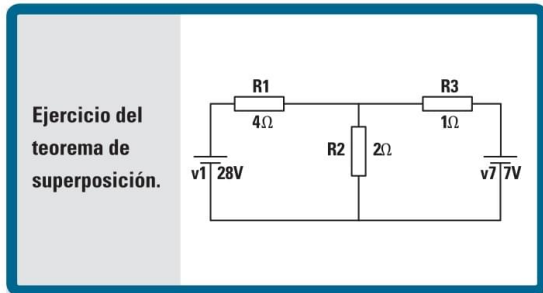 Ejercicio del
teorema de
superposición.
R1
4Ω
R3
1Ω
R2 2Ω
v1 28V
v7 7V